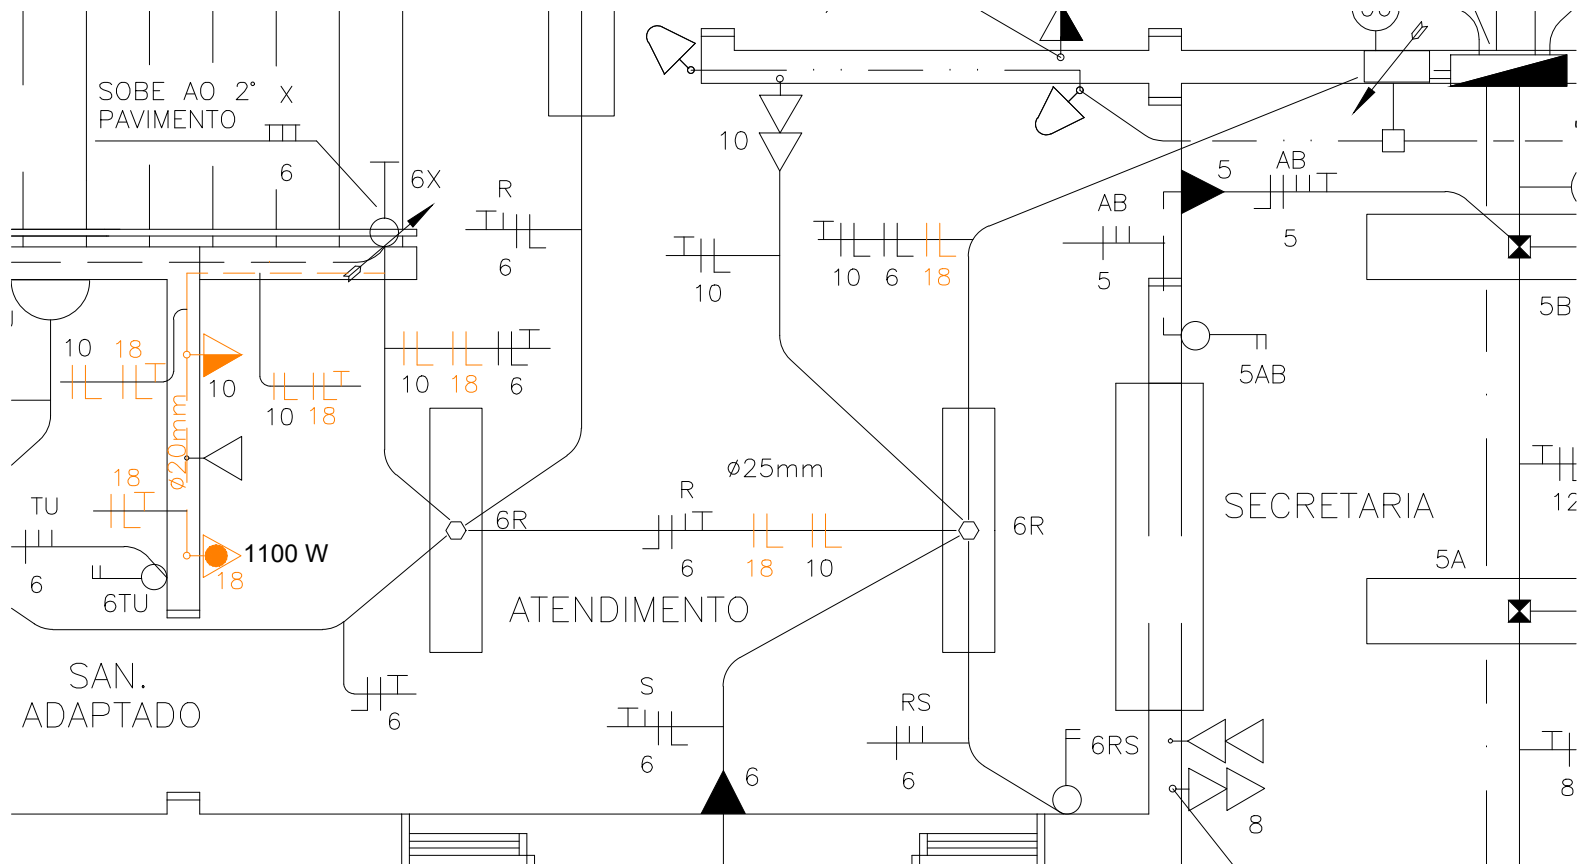 SOBE AO 2° X
PAVIMENTO
6
6X
R
6
10
5
AB
5
AB
5
10
10
6
18
5B
5AB
10
18
10
10
18
10
18
6
ø20mm
18
TU
6
6TU
1100 W
18
6R
R
ø25mm
6
18
10
6R
ATENDIMENTO
SECRETARIA
12
5A
SAN.
ADAPTADO
6
S
6
6
RS
6
6RS
8
8